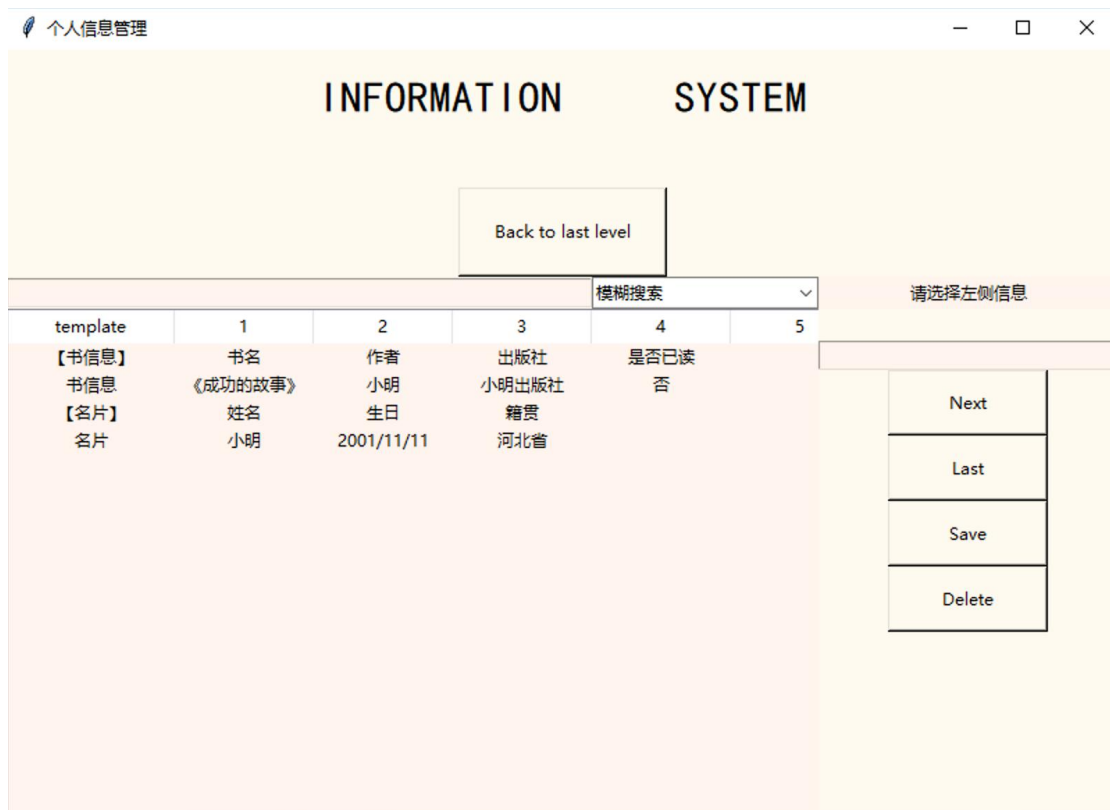 个人信息管理
INFORMATION SYSTEM
Back to last level
模糊搜索 请选择左侧信息
template 1 2 3 4 5
【书信息】 书名 作者 出版社 是否已读
书信息 《成功的故事》 小明 小明出版社 否
【名片】 姓名 生日 籍贯
名片 小明 2001/11/11 河北省
Next
Last
Save
Delete